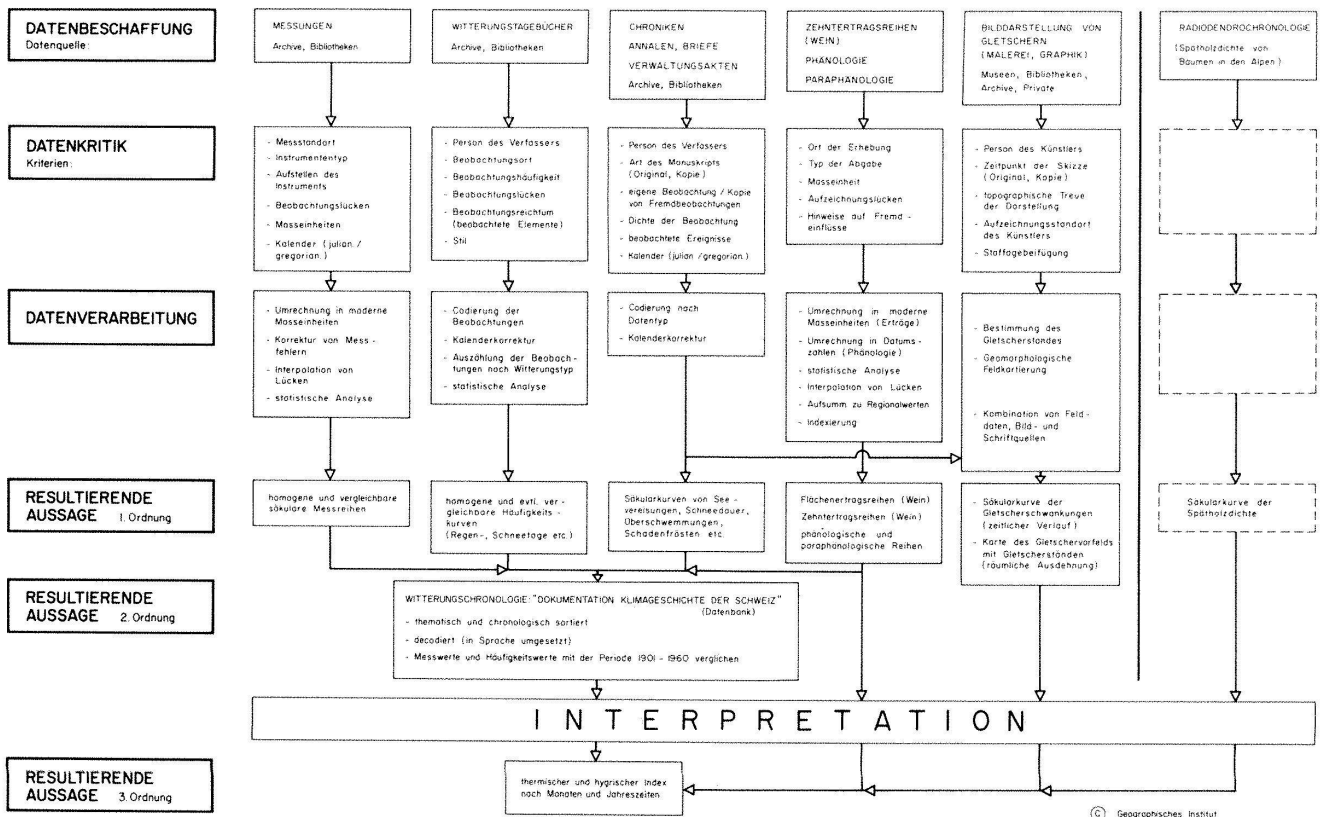 DATENBESCHAFFUNG
Datenquelle:
MESSUNGEN
Archive, Bibliotheken
WITTERUNGSTAGEBÜCHER
Archive, Bibliotheken
CHRONIKEN
ANNALEN, BRIEFE
VERWALTUNGSAKTEN
Archive, Bibliotheken
ZEHNTERTRAGSREIHEN
(WEIN)
PHÄNOLOGIE
PARAPHÄNOLOGIE
BILDDARSTELLUNG VON
GLETSCHERN
(MALEREI, GRAPHIK)
Museen, Bibliotheken,
Archive, Private
RADIODENDROCHRONOLOGIE
(Spätholzdichte von
Bäumen in den Alpen)
DATENKRITIK
Kriterien:
- Messstandort
- Instrumententyp
- Aufstellen des
Instruments
- Beobachtungslücken
- Masseinheiten
- Kalender (julian./
gregorian.)
- Person des Verfassers
- Beobachtungsort
- Beobachtungshäufigkeit
- Beobachtungslücken
- Beobachtungsreichtum
(beobachtete Elemente)
- Stil
- Person des Verfassers
- Art des Manuskripts
(Original, Kopie)
- eigene Beobachtung / Kopie
von Fremdbeobachtungen
- Dichte der Beobachtung
- beobachtete Ereignisse
- Kalender (julian./gregorian.)
- Ort der Erhebung
- Typ der Abgabe
- Masseinheit
- Aufzeichnungslücken
- Hinweise auf Fremd-
einflüsse
- Person des Künstlers
- Zeitpunkt der Skizze
(Original, Kopie)
- topographische Treue
der Darstellung
- Aufzeichnungsstandort
des Künstlers
- Staffagebeifügung
DATENVERARBEITUNG
- Umrechnung in moderne
Masseinheiten
- Korrektur von Mess-
fehlern
- Interpolation von
Lücken
- statistische Analyse
- Codierung der
Beobachtungen
- Kalenderkorrektur
- Auszählung der Beobach-
tungen nach Witterungstyp
- statistische Analyse
- Codierung nach
Datentyp
- Kalenderkorrektur
- Umrechnung in moderne
Masseinheiten (Erträge)
- Umrechnung in Datums-
zahlen (Phänologie)
- statistische Analyse
- Interpolation von Lücken
- Aufsumm zu Regionalwerten
- Indexierung
- Bestimmung des
Gletscherstandes
- Geomorphologische
Feldkartierung
- Kombination von Feld-
daten, Bild- und
Schriftquellen
RESULTIERENDE
AUSSAGE 1. Ordnung
homogene und vergleichbare
säkulare Messreihen
homogene und evtl. ver-
gleichbare Häufigkeits-
kurven
(Regen-, Schneetage etc.)
Säkularkurven von See-
vereisungen, Schneedauer,
Überschwemmungen,
Schadenfrösten etc.
Flächenertragsreihen (Wein)
Zehntertragsreihen (Wein)
phänologische und
paraphänologische Reihen
- Säkularkurve der
Gletscherschwankungen
(zeitlicher Verlauf)
- Karte des Gletschervorfelds
mit Gletscherständen
(räumliche Ausdehnung)
Säkularkurve der
Spätholzdichte
RESULTIERENDE
AUSSAGE 2. Ordnung
WITTERUNGSCHRONOLOGIE: "DOKUMENTATION KLIMAGESCHICHTE DER SCHWEIZ"
(Datenbank)
- thematisch und chronologisch sortiert
- decodiert (in Sprache umgesetzt)
- Messwerte und Häufigkeitswerte mit der Periode 1901 - 1960 verglichen
INTERPRETATION
RESULTIERENDE
AUSSAGE 3. Ordnung
thermischer und hygrischer Index
nach Monaten und Jahreszeiten
© Geographisches Institut